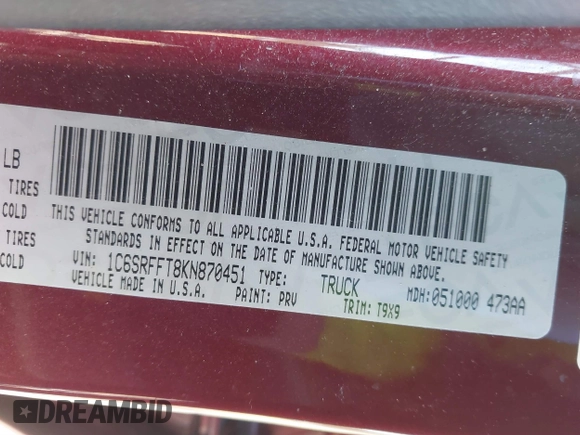 LB
TIRES
COLD
TIRES
COLD
THIS VEHICLE CONFORMS TO ALL APPLICABLE U.S.A. FEDERAL MOTOR VEHICLE SAFETY
STANDARDS IN EFFECT ON THE DATE OF MANUFACTURE SHOWN ABOVE.
VIN: 1C6SRFFT8KN870451 TYPE: TRUCK MDH:051000 473AA
VEHICLE MADE IN U.S.A. PAINT: PRV TRIM: T9X9
DREAMBID